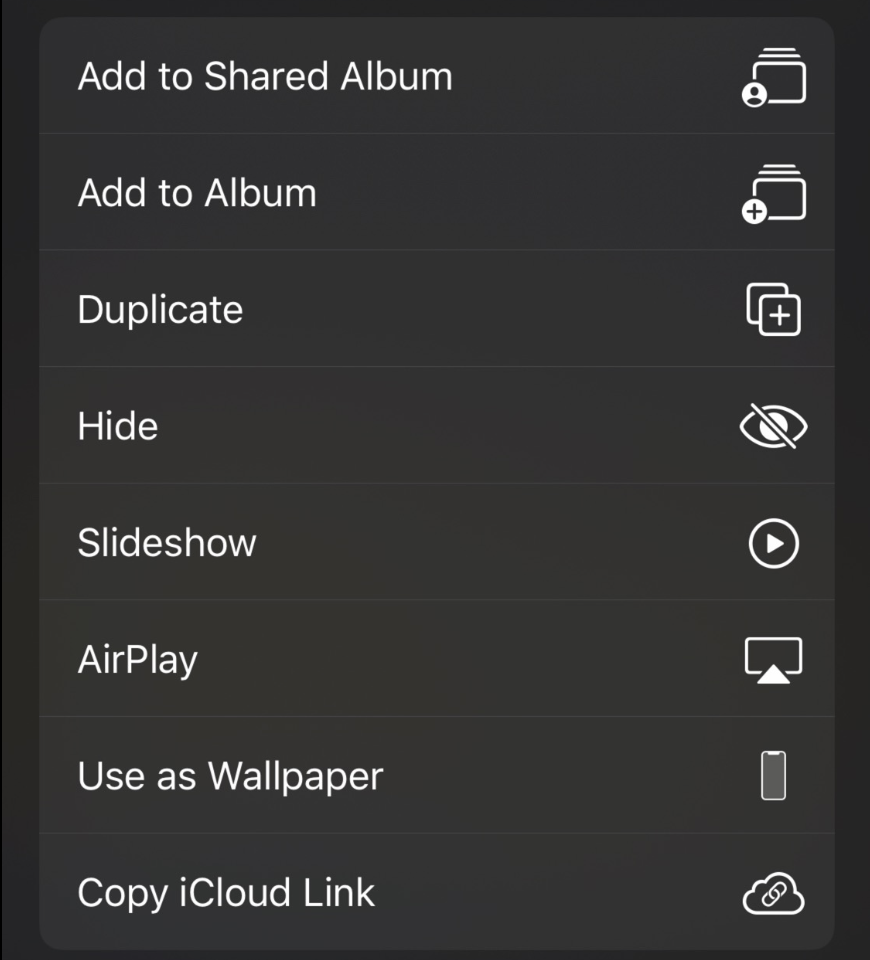 Add to Shared Album
Add to Album
Duplicate
Hide
Slideshow
AirPlay
Use as Wallpaper
Copy iCloud Link